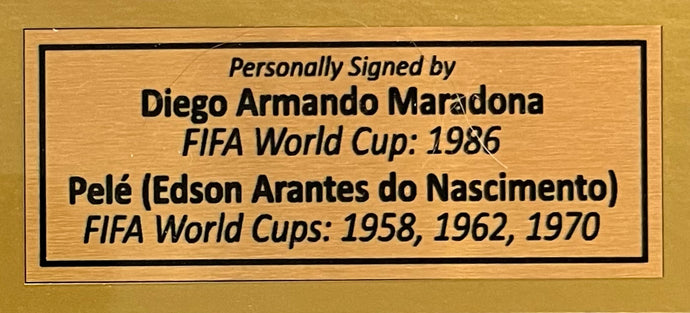 Personally Signed by
Diego Armando Maradona
FIFA World Cup: 1986
Pelé (Edson Arantes do Nascimento)
FIFA World Cups: 1958, 1962, 1970